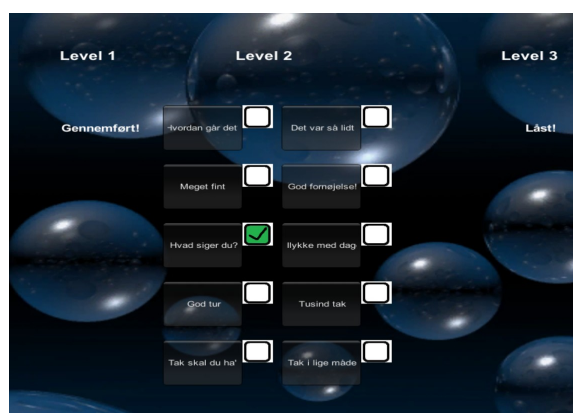 Level 1
Level 2
Level 3
Gennemført!
Hvordan går det
Det var så lidt
Låst!
Meget fint
God fornøjelse!
Hvad siger du?
llykke med dag
God tur
Tusind tak
Tak skal du ha'
Tak i lige måde